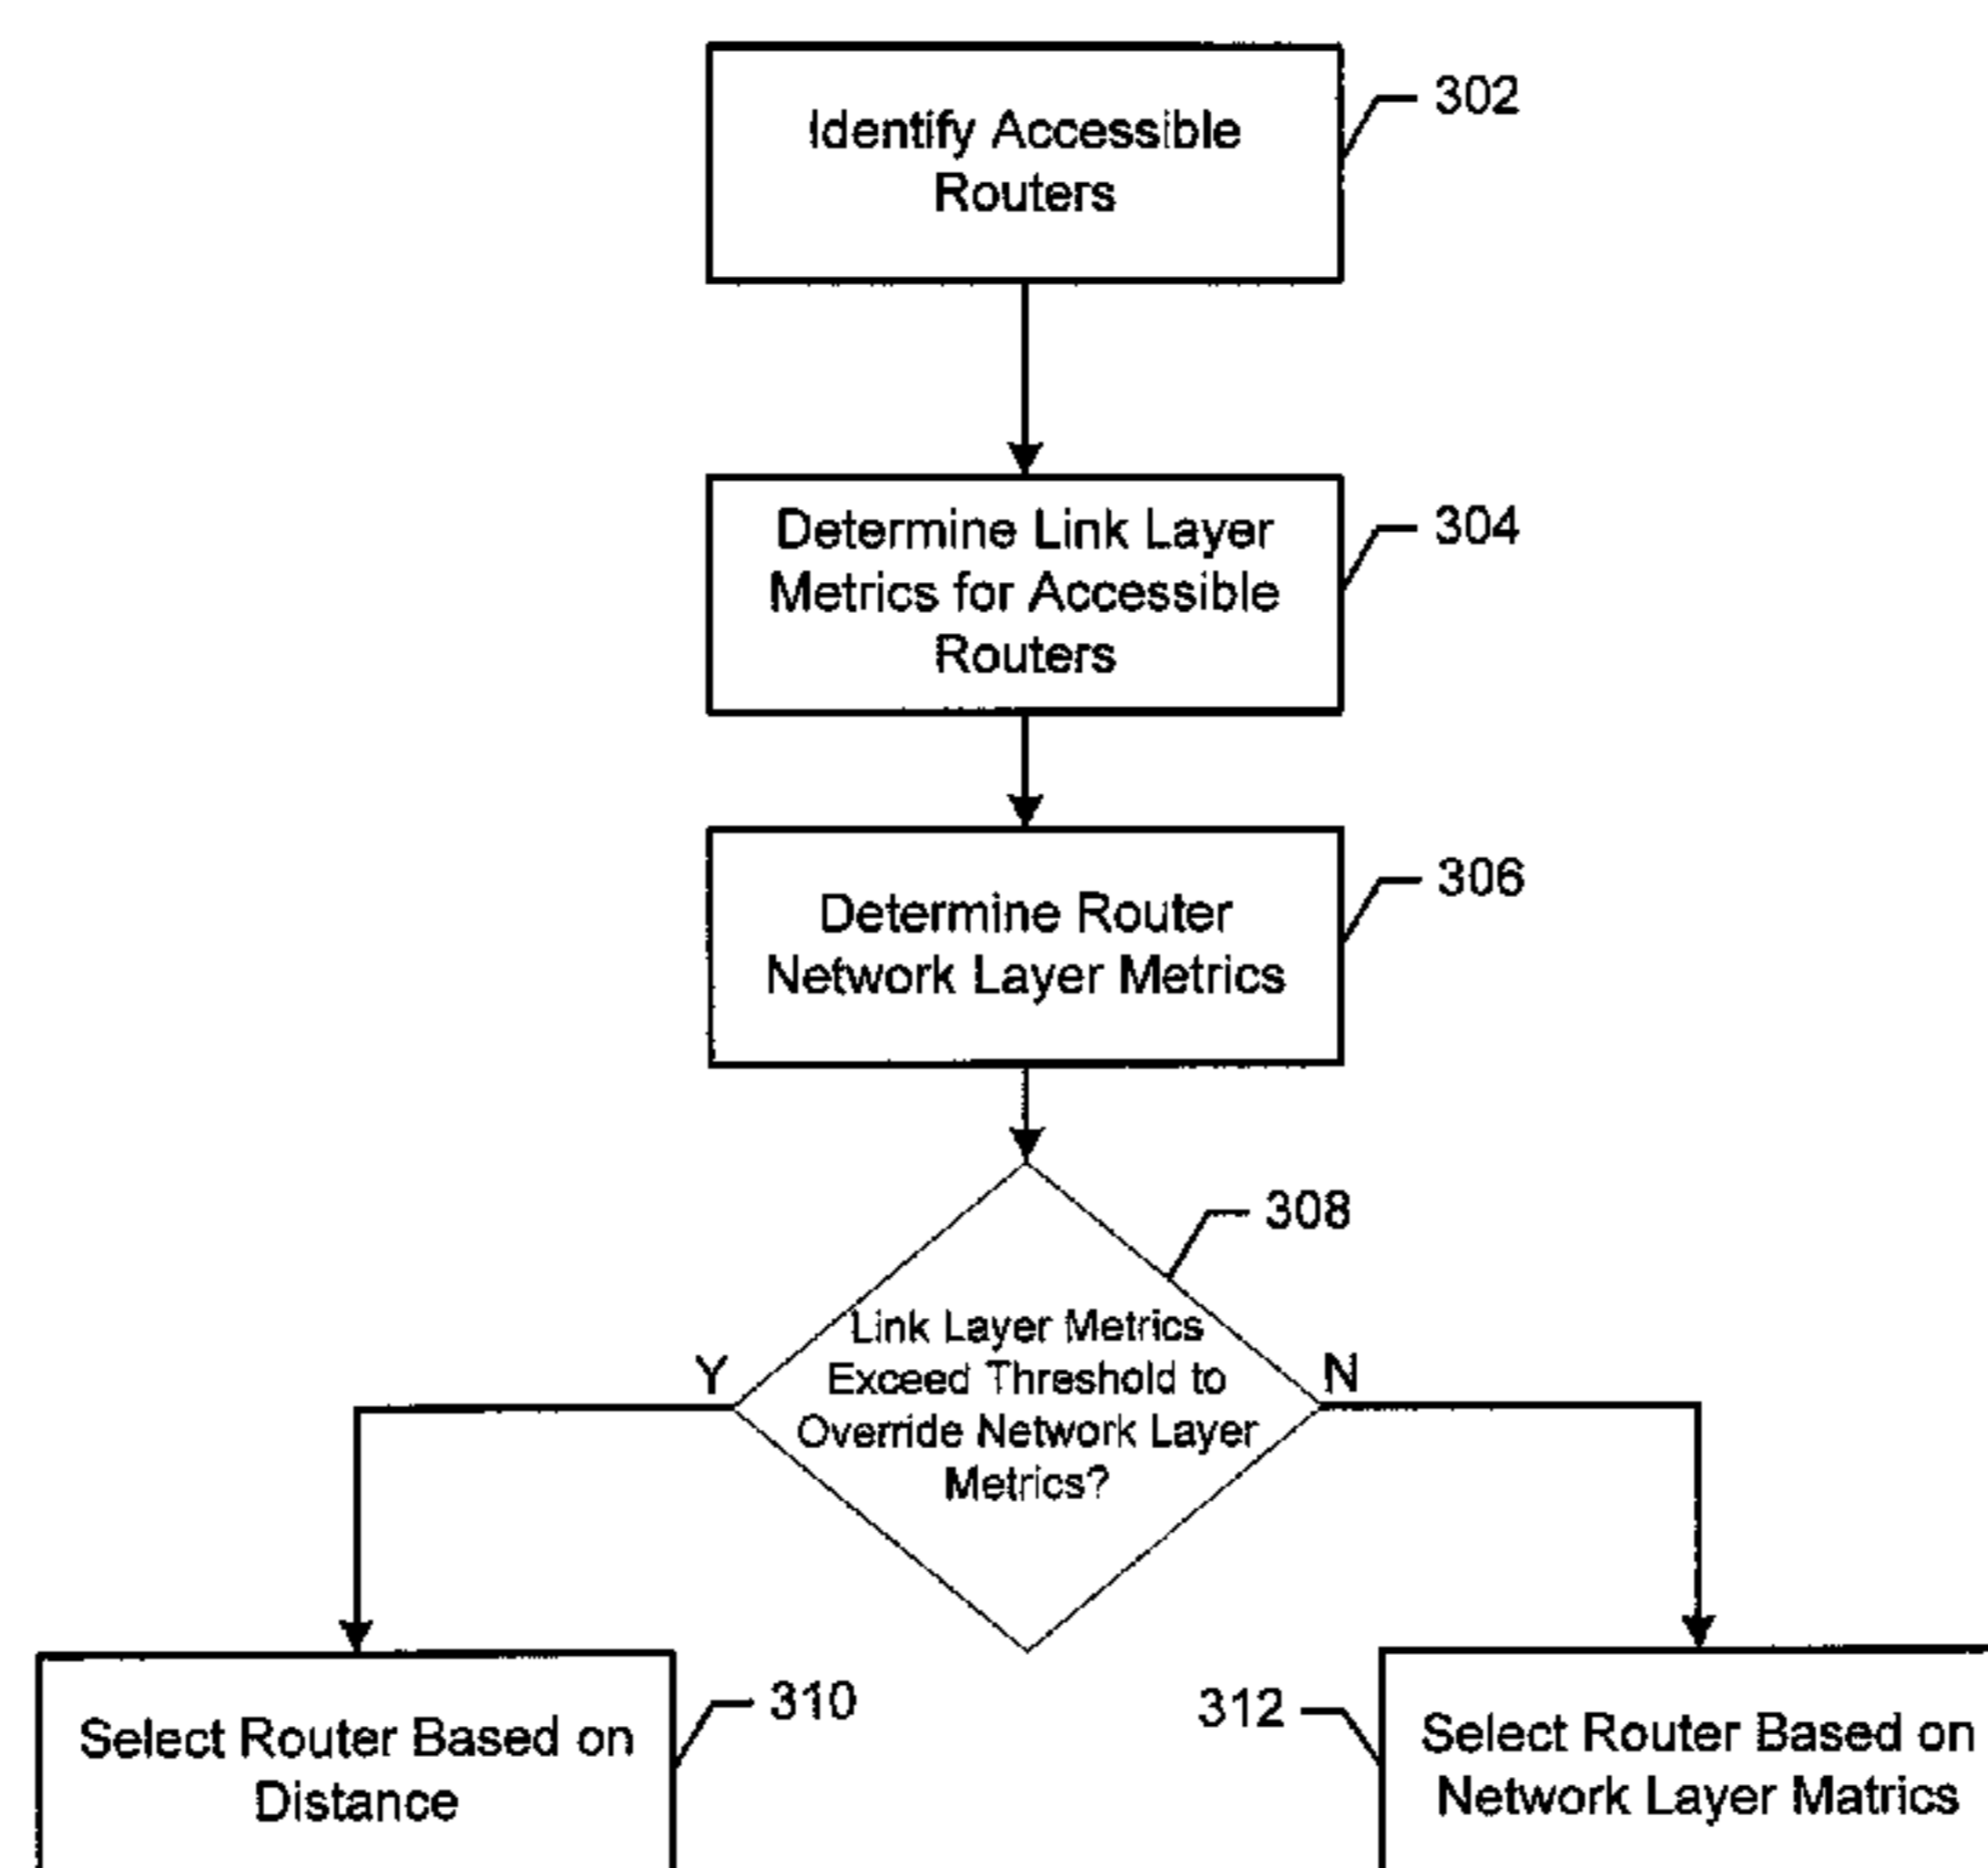 Identify Accessible
Routers
302
Determine Link Layer
Metrics for Accessible
Routers
304
Determine Router
Network Layer Metrics
306
308
Link Layer Metrics
Exceed Threshold to
Override Network Layer
Metrics?
Y
N
Select Router Based on
Distance
310
312
Select Router Based on
Network Layer Matrics